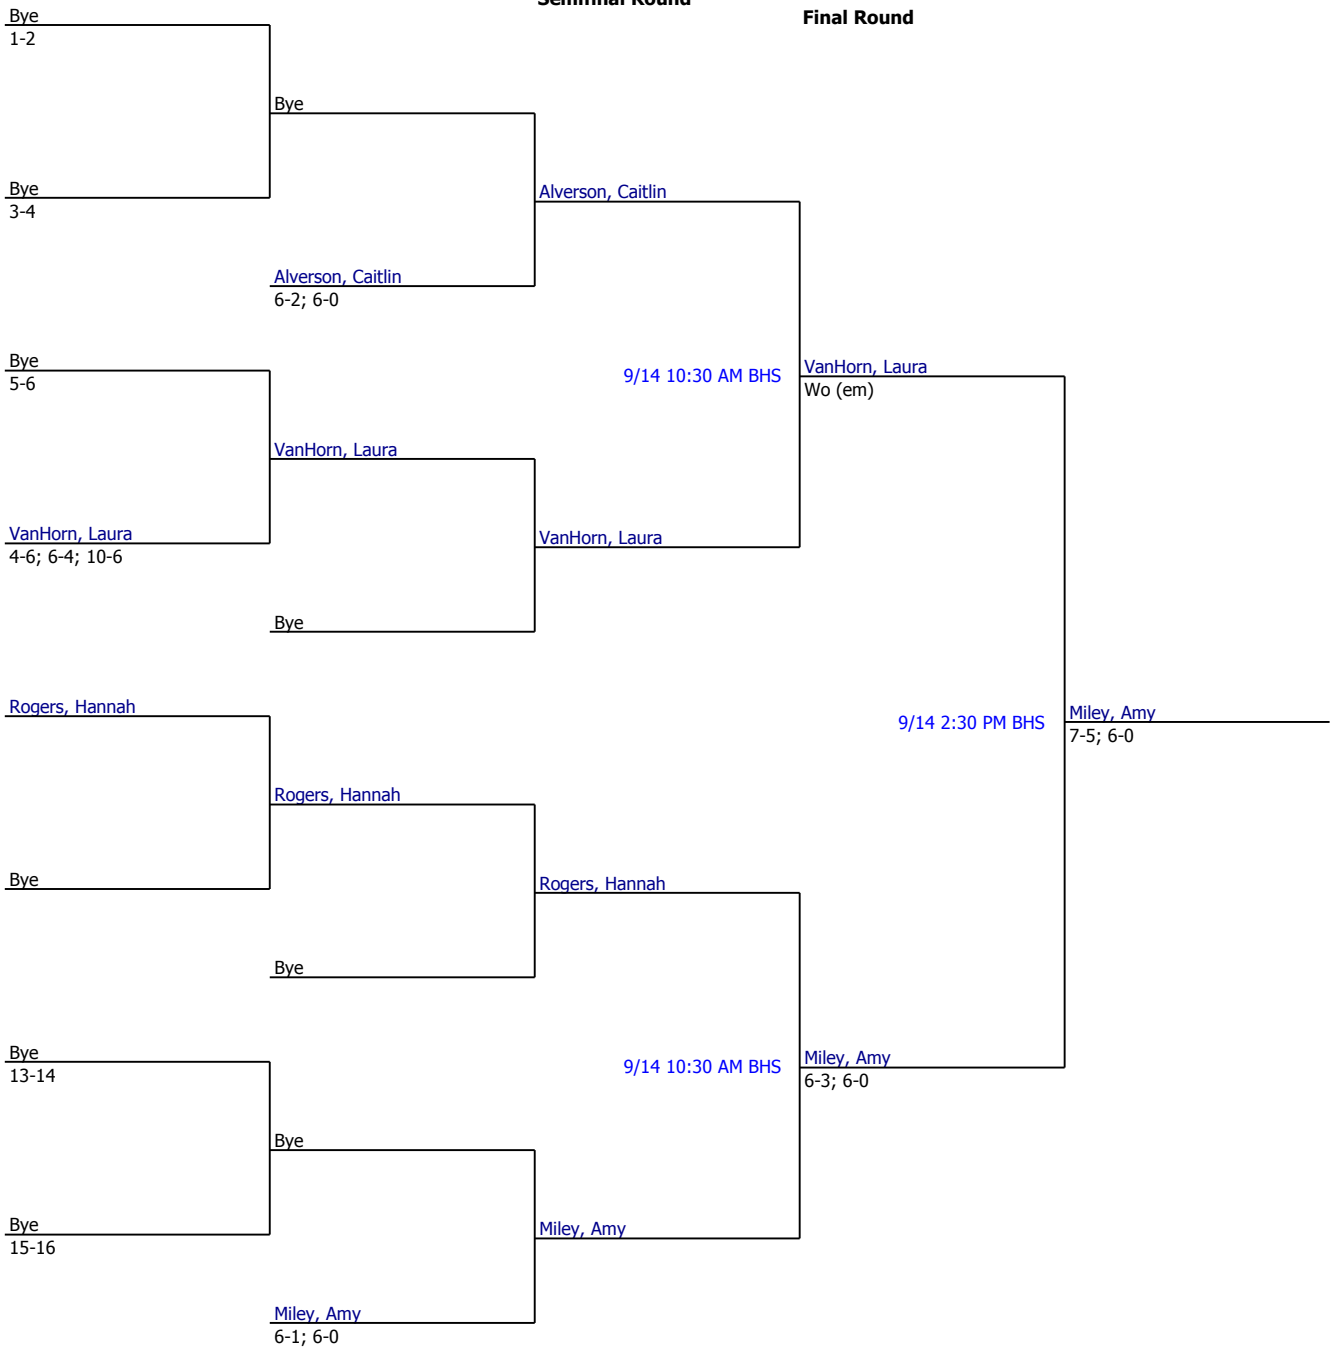 Semifinal Round
Final Round
Bye
1-2
Bye
Bye
3-4
Alverson, Caitlin
Alverson, Caitlin
6-2; 6-0
Bye
5-6
9/14 10:30 AM BHS
VanHorn, Laura
Wo (em)
VanHorn, Laura
VanHorn, Laura
4-6; 6-4; 10-6
VanHorn, Laura
Bye
Rogers, Hannah
9/14 2:30 PM BHS
Miley, Amy
7-5; 6-0
Rogers, Hannah
Bye
Rogers, Hannah
Bye
Bye
13-14
9/14 10:30 AM BHS
Miley, Amy
6-3; 6-0
Bye
Bye
15-16
Miley, Amy
Miley, Amy
6-1; 6-0